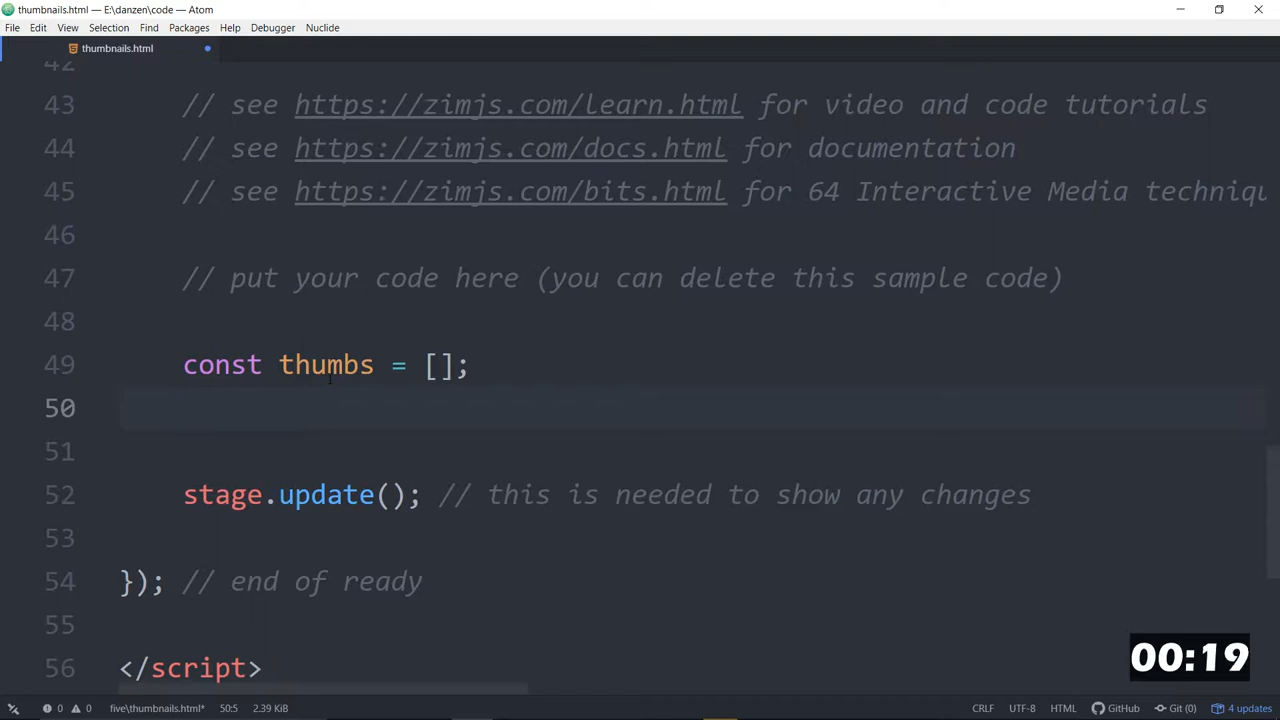 thumbnails.html — E:\danzen\code — Atom
File Edit View Selection Find Packages Help Debugger Nuclide
thumbnails.html
42
43 // see https://zimjs.com/learn.html for video and code tutorials
44 // see https://zimjs.com/docs.html for documentation
45 // see https://zimjs.com/bits.html for 64 Interactive Media techniqu
46
47 // put your code here (you can delete this sample code)
48
49 const thumbs = [];
50
51
52 stage.update(); // this is needed to show any changes
53
54 }); // end of ready
55
56 </script>
00:19
0 0 five\thumbnails.html* 50:5 2.39 KiB CRLF UTF-8 HTML GitHub Git (0) 4 updates